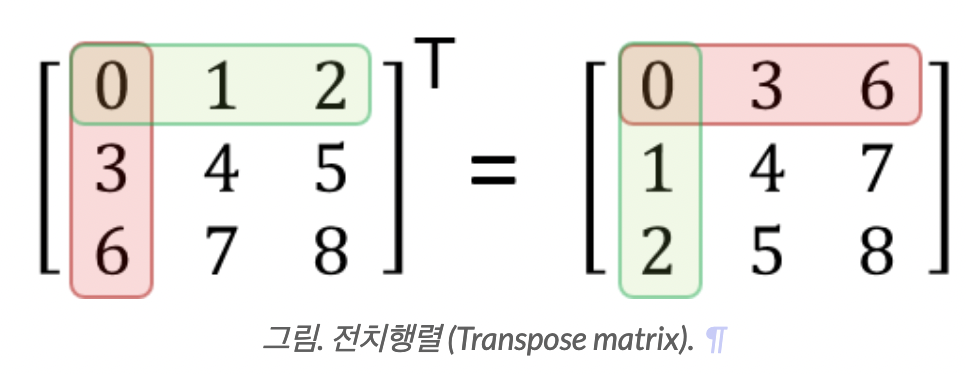 [0 1 2]T [0 3 6]
[3 4 5] = [1 4 7]
[6 7 8] [2 5 8]
그림. 전치행렬 (Transpose matrix). ¶